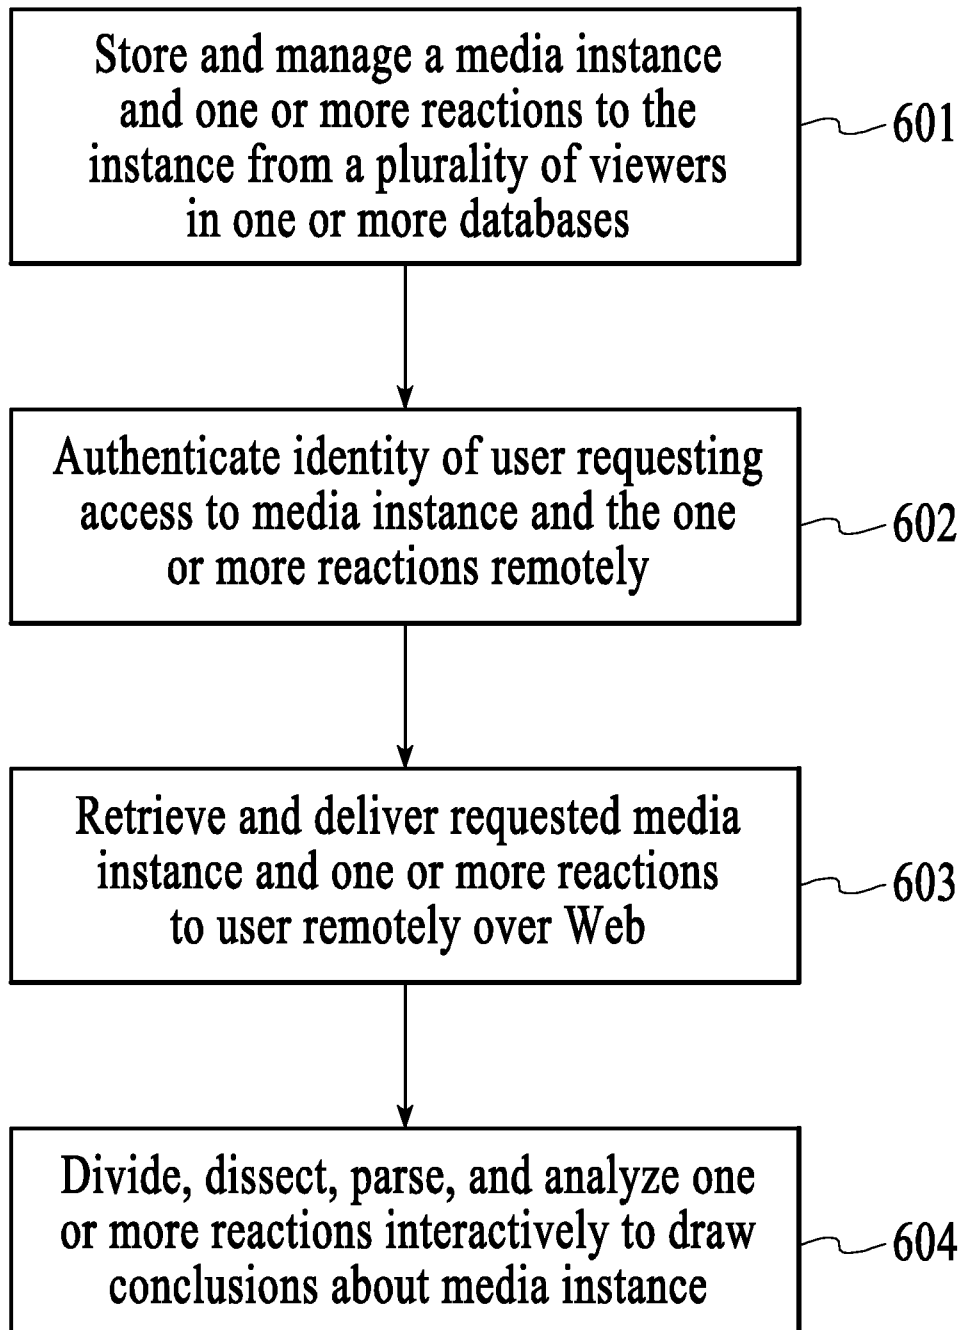 Store and manage a media instance
and one or more reactions to the
instance from a plurality of viewers
in one or more databases
601
Authenticate identity of user requesting
access to media instance and the one
or more reactions remotely
602
Retrieve and deliver requested media
instance and one or more reactions
to user remotely over Web
603
Divide, dissect, parse, and analyze one
or more reactions interactively to draw
conclusions about media instance
604